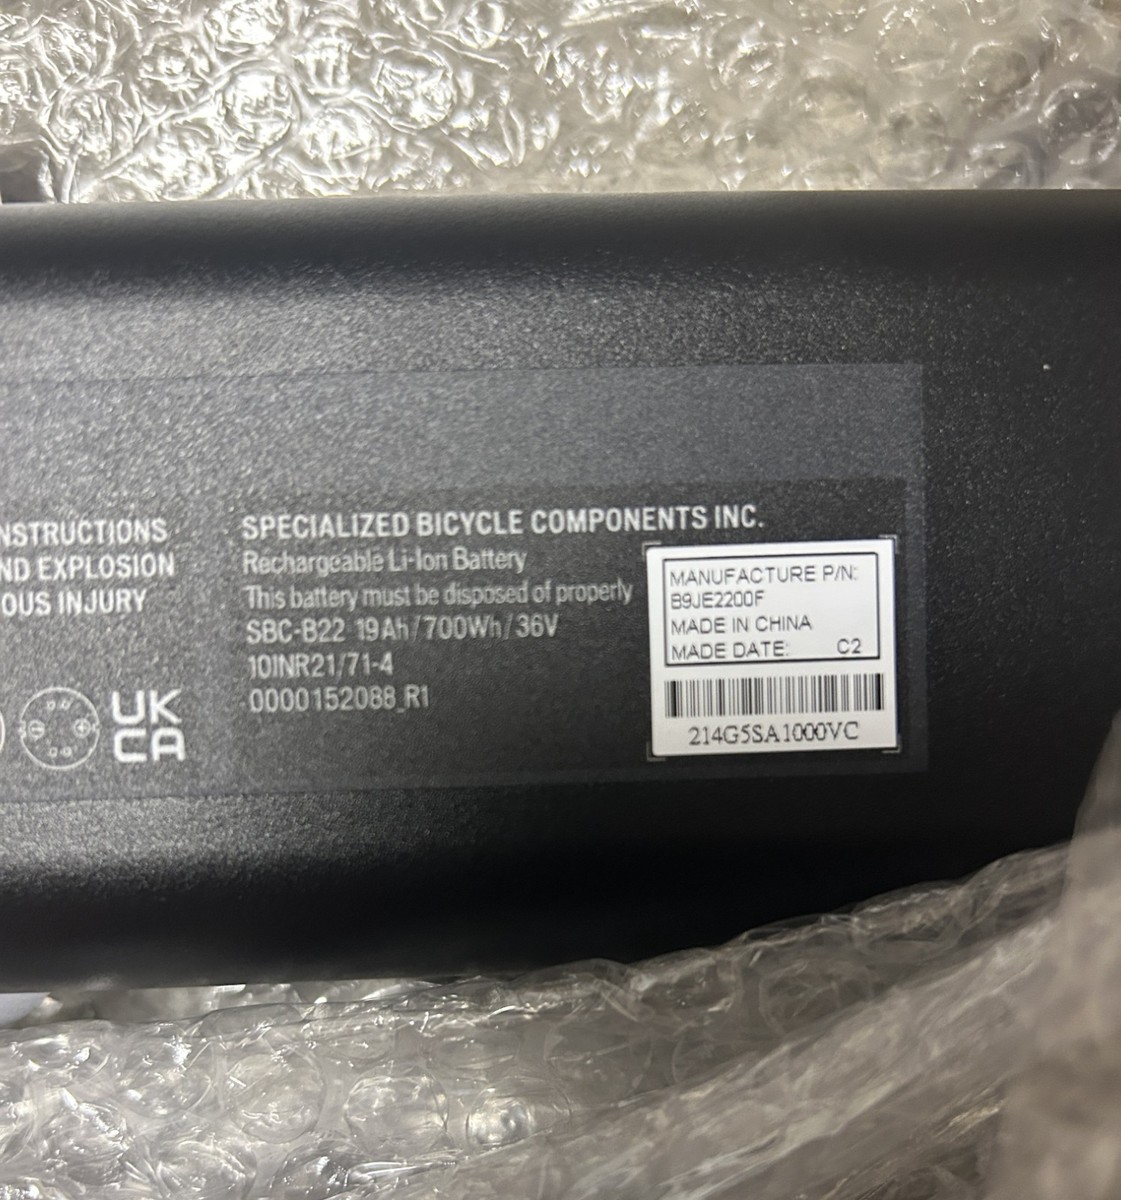 NSTRUCTIONS
ND EXPLOSION
OUS INJURY
UK
CA
SPECIALIZED BICYCLE COMPONENTS INC.
Rechargeable Li-Ion Battery
This battery must be disposed of properly
SBC-B22 19Ah/700Wh/36V
10INR21/71-4
0000152088_R1
MANUFACTURE P/N:
B9JE2200F
MADE IN CHINA
MADE DATE: C2
214G5SA1000VC